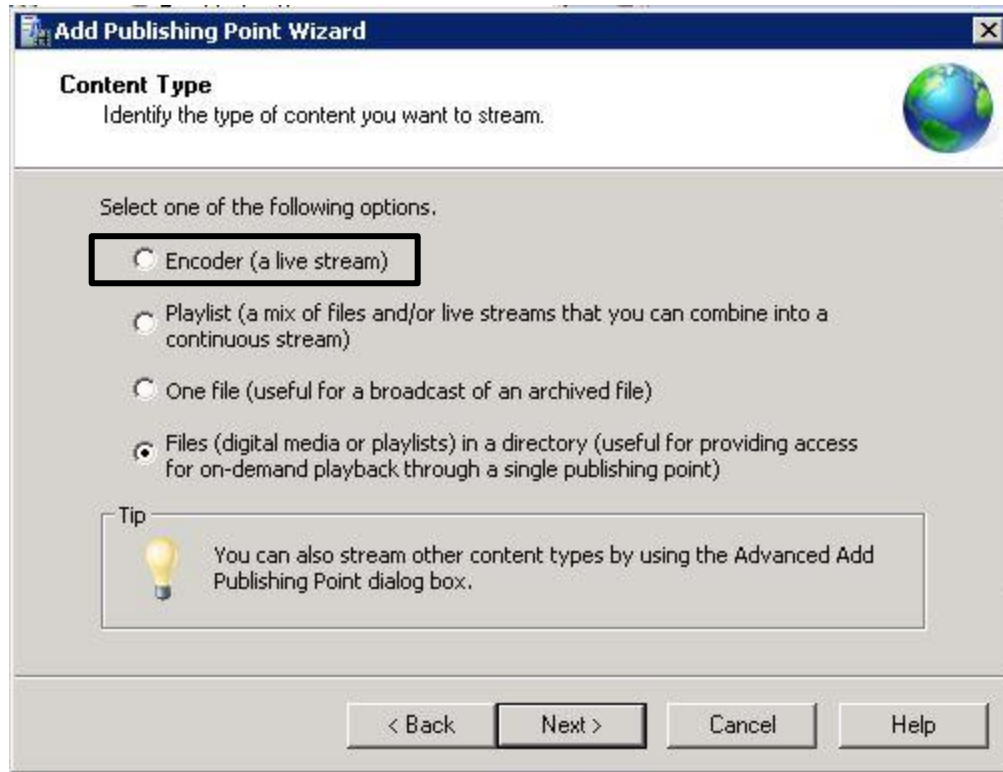 Add Publishing Point Wizard
Content Type
Identify the type of content you want to stream.
Select one of the following options.
Encoder (a live stream)
Playlist (a mix of files and/or live streams that you can combine into a
continuous stream)
One file (useful for a broadcast of an archived file)
Files (digital media or playlists) in a directory (useful for providing access
for on-demand playback through a single publishing point)
Tip
You can also stream other content types by using the Advanced Add
Publishing Point dialog box.
< Back
Next >
Cancel
Help